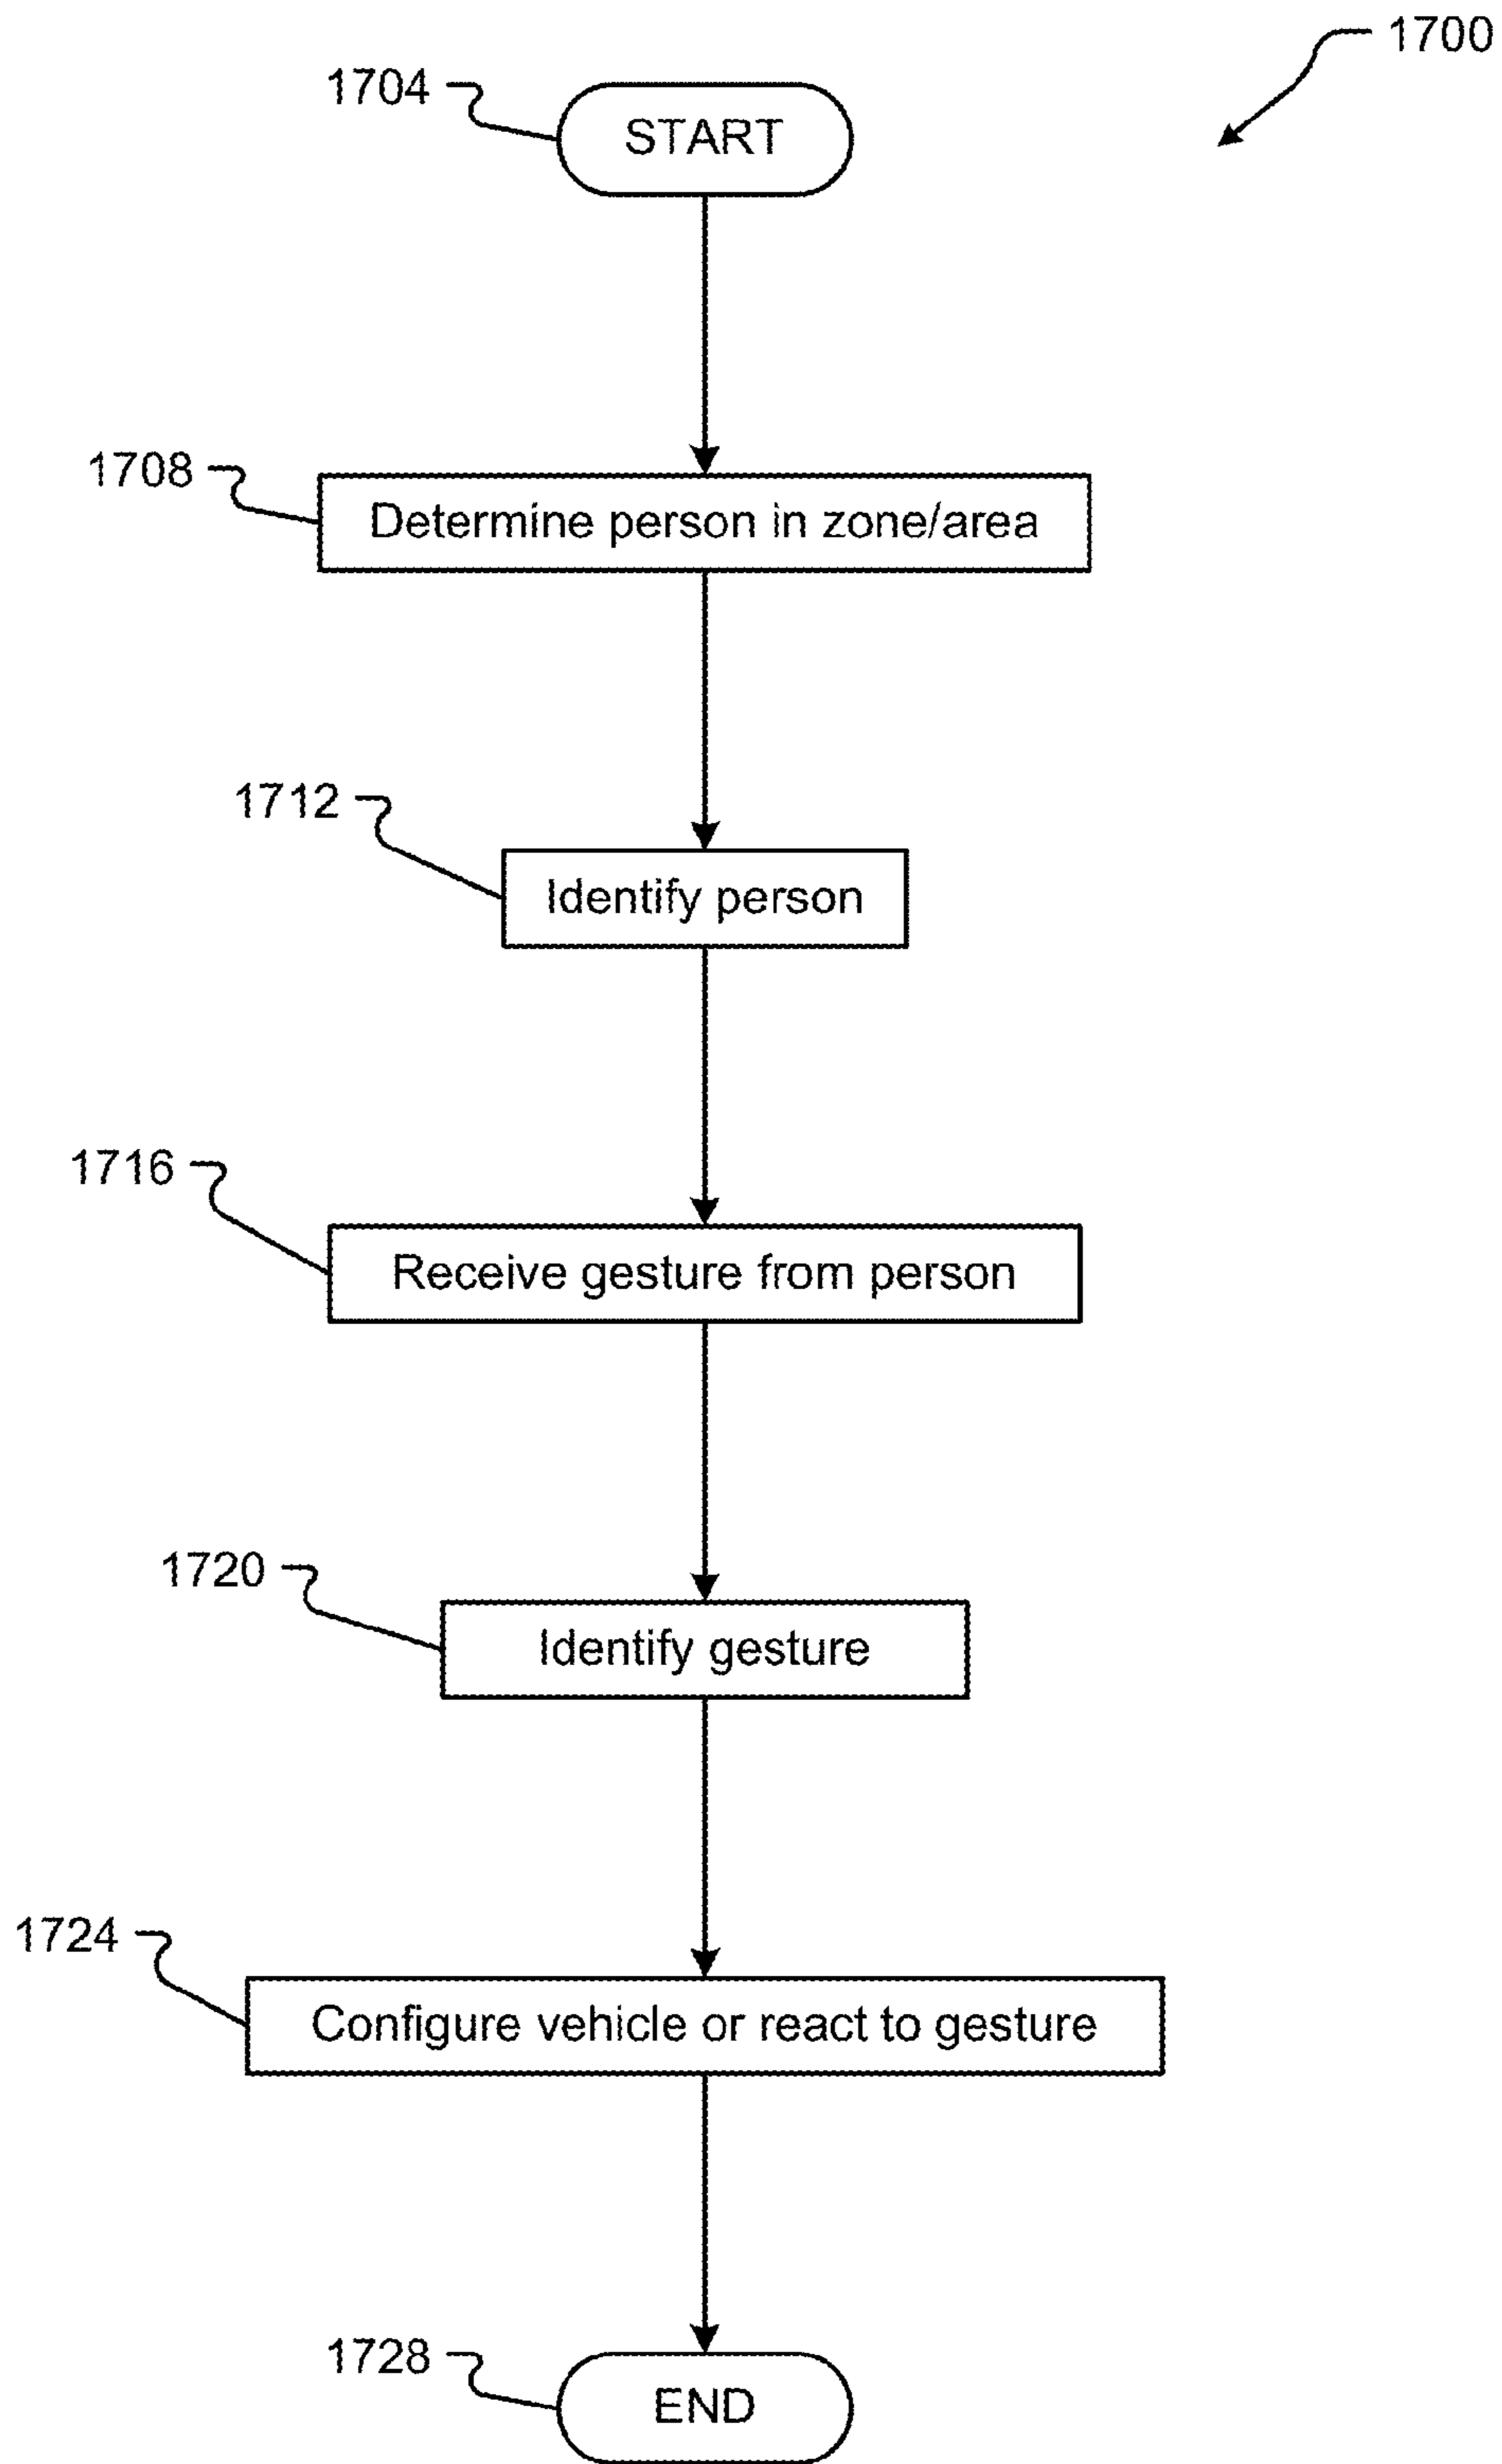 1700
1704
START
1708
Determine person in zone/area
1712
Identify person
1716
Receive gesture from person
1720
Identify gesture
1724
Configure vehicle or react to gesture
1728
END